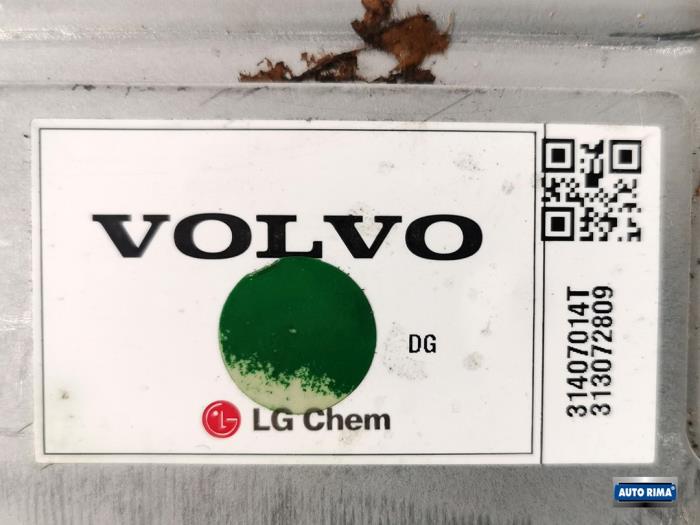 VOLVO
DG
LG Chem
31407014T
313072809
AUTO RIMA